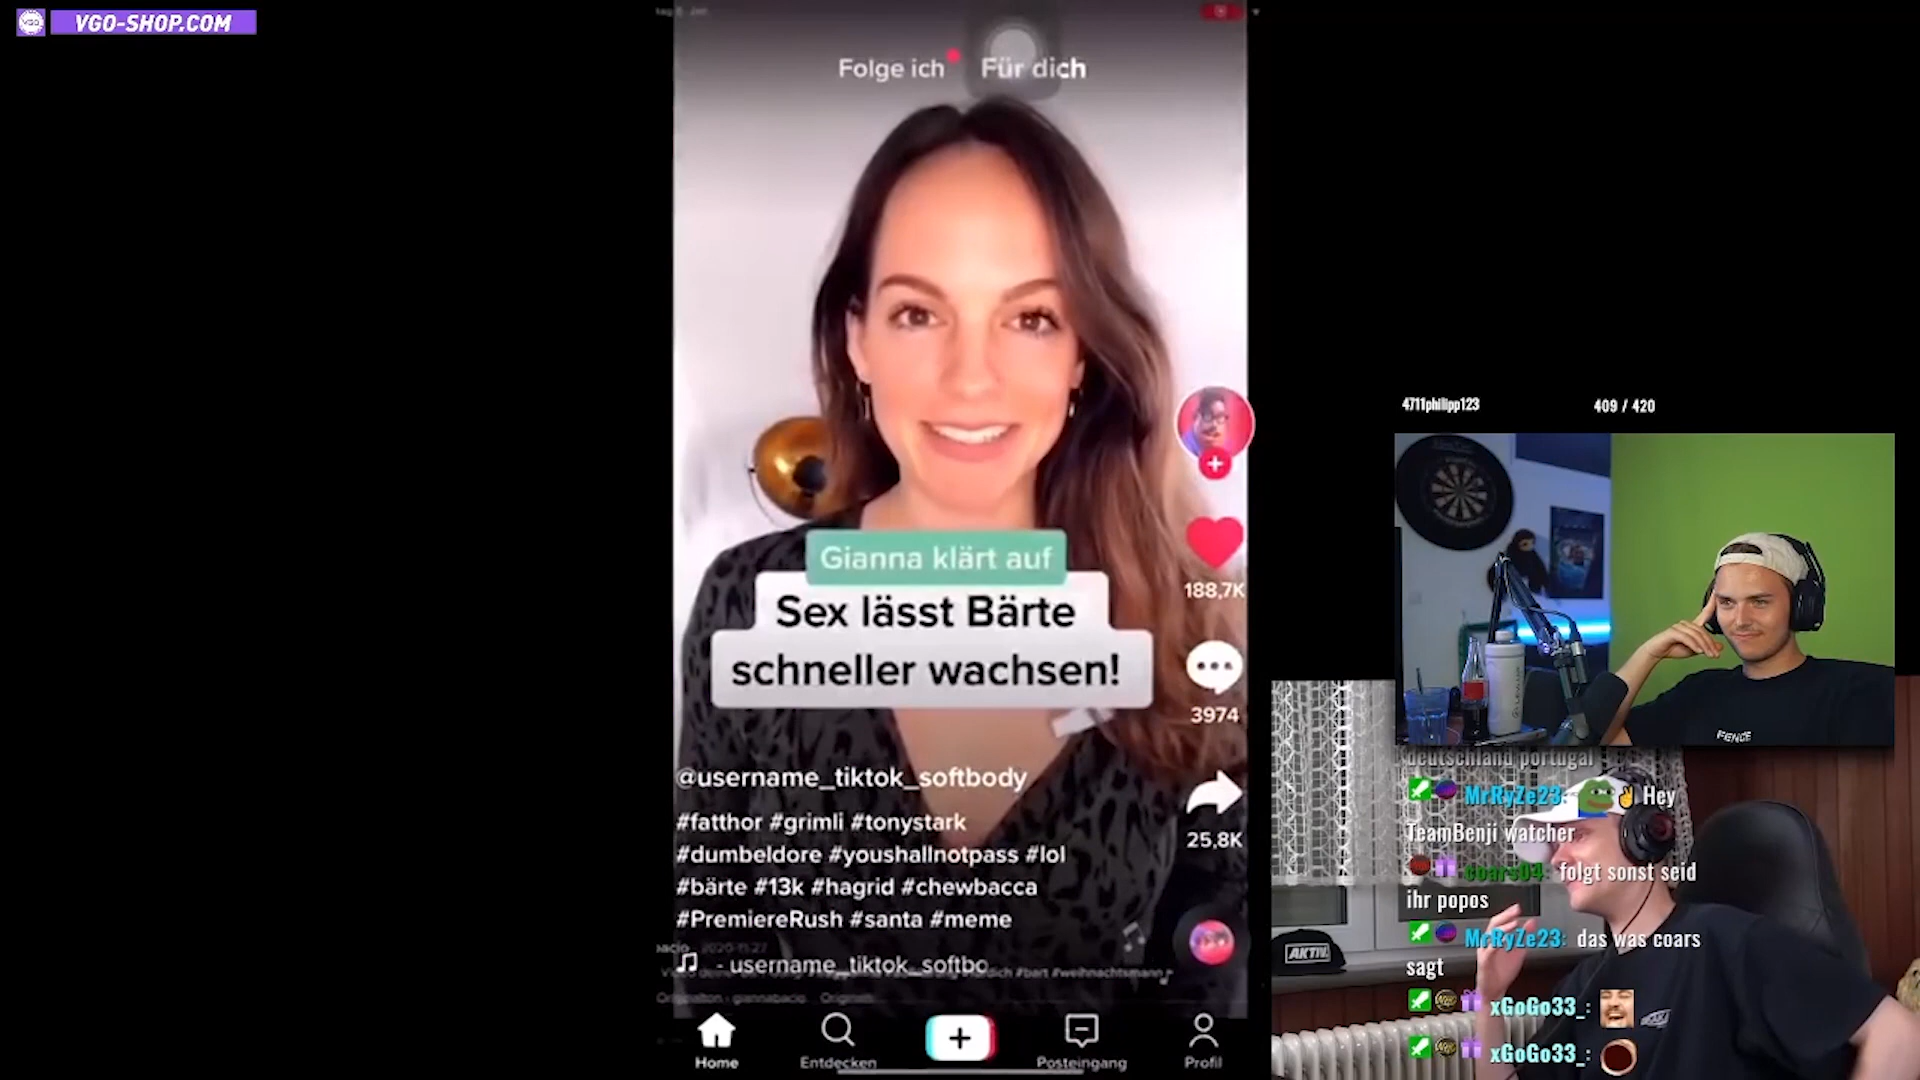 VGO-SHOP.COM
Folge ich Für dich
Gianna klärt auf
Sex lässt Bärte
schneller wachsen!
188,7K
3974
25,8K
@username_tiktok_softbody
#fatthor #grimli #tonystark
#dumbeldore #youshallnotpass #lol
#bärte #13k #hagrid #chewbacca
#PremiereRush #santa #meme
- username_tiktok_softbo
Home Entdecken Posteingang Profil
4711philipp123 409 / 420
FENCE
deutschland portugal
MrRyZe23: Hey
TeamBenji watcher
coars04: folgt sonst seid
ihr popos
MrRyZe23: das was coars
sagt
xGoGo33_:
xGoGo33_:
AKTIV